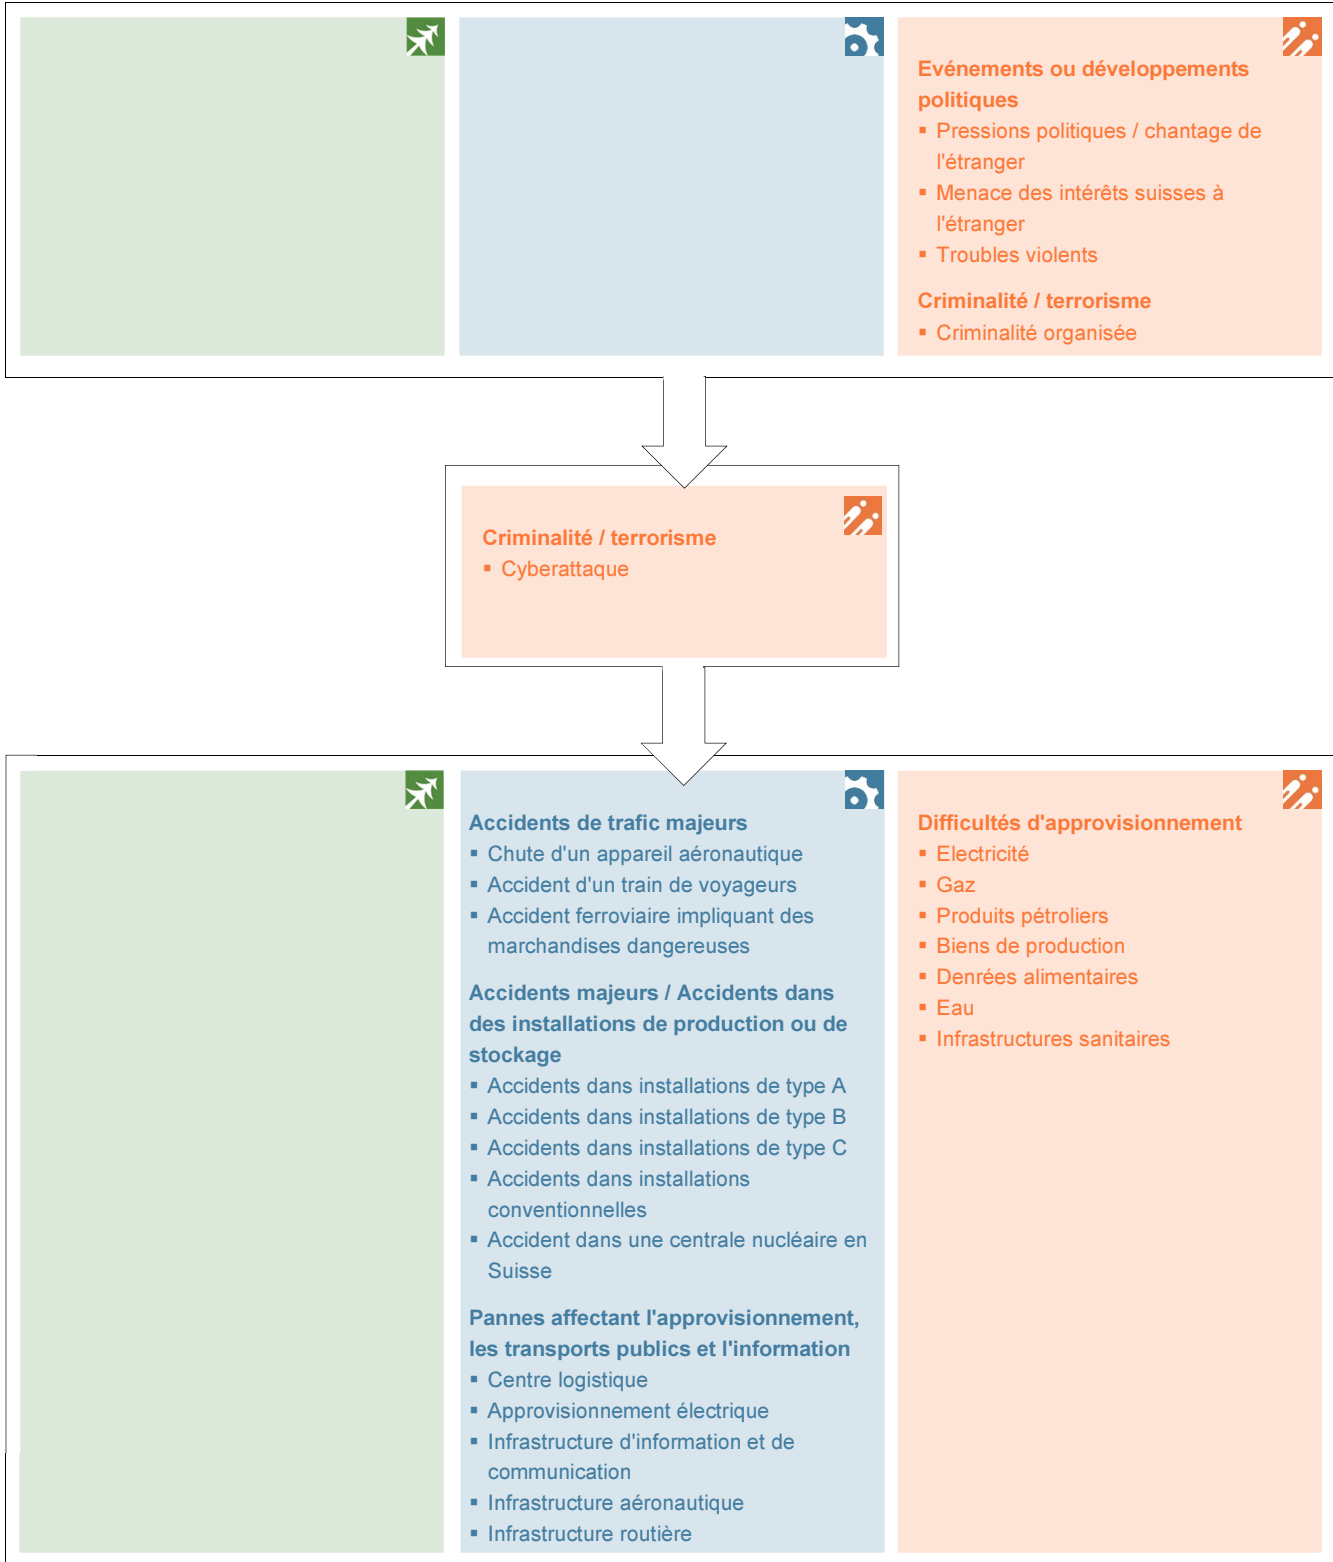 Evénements ou développements
politiques
▪ Pressions politiques / chantage de
l'étranger
▪ Menace des intérêts suisses à
l'étranger
▪ Troubles violents
Criminalité / terrorisme
▪ Criminalité organisée
Criminalité / terrorisme
▪ Cyberattaque
Accidents de trafic majeurs
▪ Chute d'un appareil aéronautique
▪ Accident d'un train de voyageurs
▪ Accident ferroviaire impliquant des
marchandises dangereuses
Accidents majeurs / Accidents dans
des installations de production ou de
stockage
▪ Accidents dans installations de type A
▪ Accidents dans installations de type B
▪ Accidents dans installations de type C
▪ Accidents dans installations
conventionnelles
▪ Accident dans une centrale nucléaire en
Suisse
Pannes affectant l'approvisionnement,
les transports publics et l'information
▪ Centre logistique
▪ Approvisionnement électrique
▪ Infrastructure d'information et de
communication
▪ Infrastructure aéronautique
▪ Infrastructure routière
Difficultés d'approvisionnement
▪ Electricité
▪ Gaz
▪ Produits pétroliers
▪ Biens de production
▪ Denrées alimentaires
▪ Eau
▪ Infrastructures sanitaires